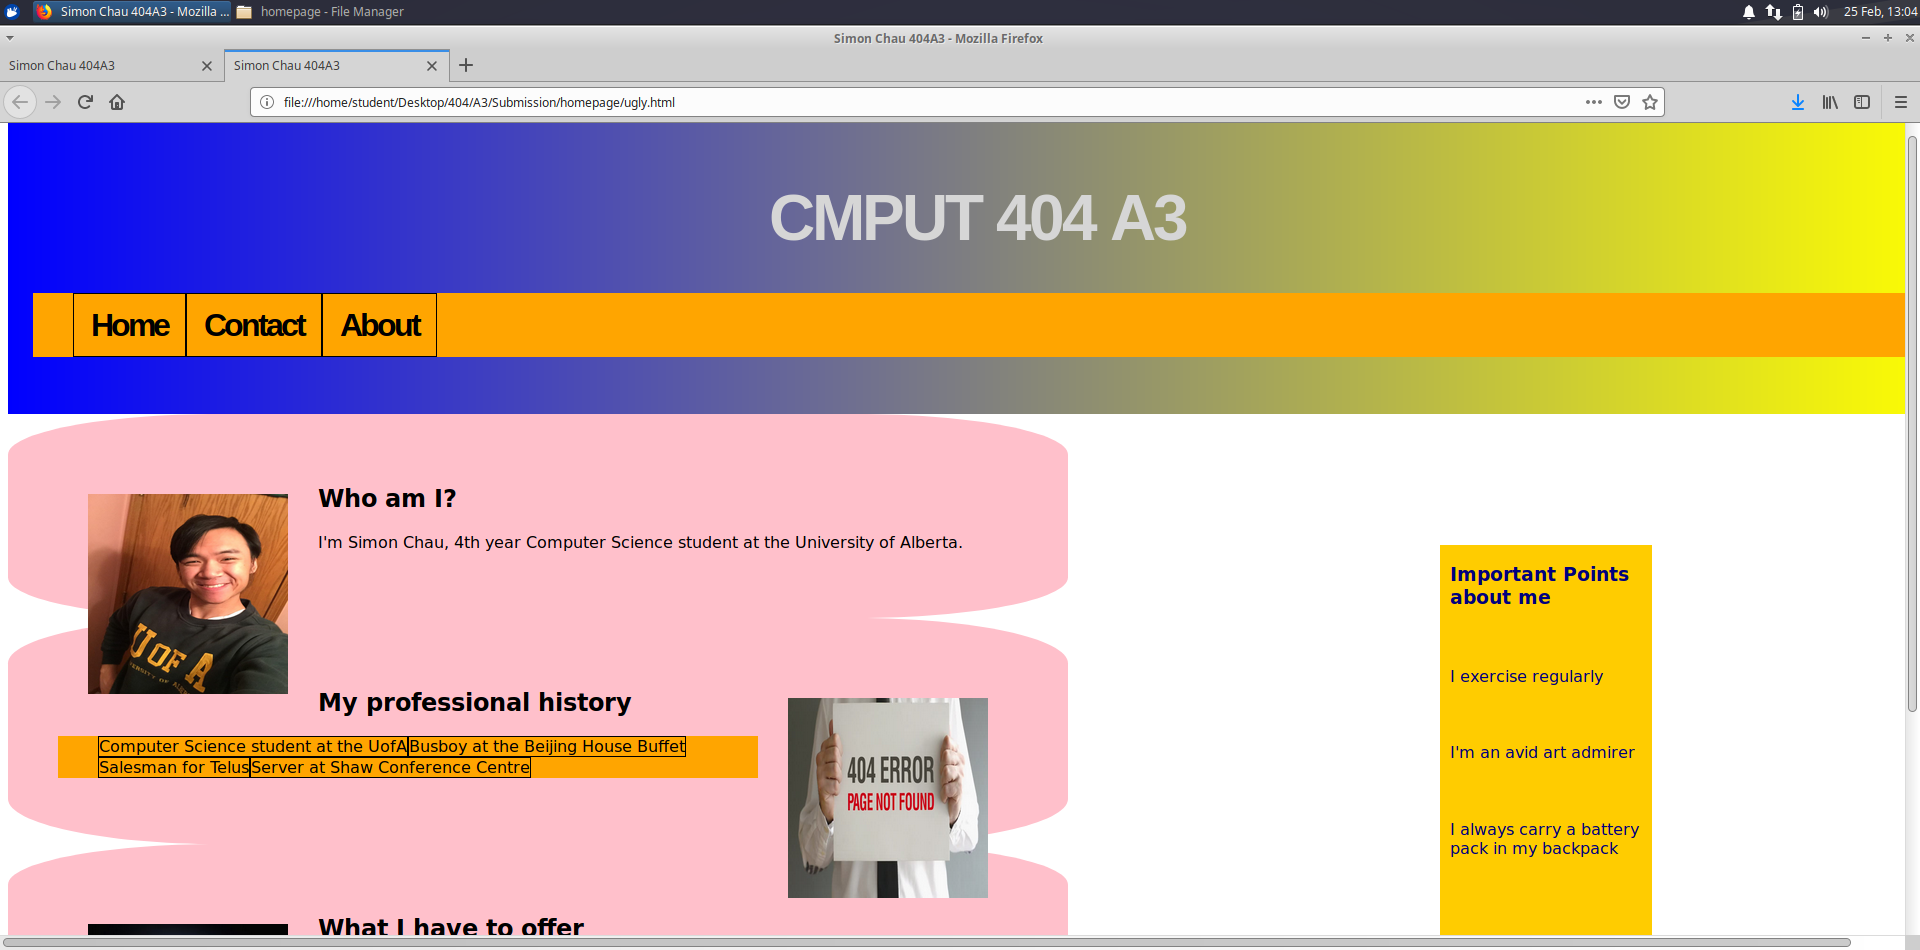 Simon Chau 404A3 - Mozilla ...
homepage - File Manager
25 Feb, 13:04
Simon Chau 404A3 - Mozilla Firefox
Simon Chau 404A3
Simon Chau 404A3
file:///home/student/Desktop/404/A3/Submission/homepage/ugly.html
CMPUT 404 A3
Home
Contact
About
Who am I?
I'm Simon Chau, 4th year Computer Science student at the University of Alberta.
U OF A
My professional history
Computer Science student at the UofA
Busboy at the Beijing House Buffet
Salesman for Telus
Server at Shaw Conference Centre
404 ERROR
PAGE NOT FOUND
What I have to offer
Important Points
about me
I exercise regularly
I'm an avid art admirer
I always carry a battery
pack in my backpack